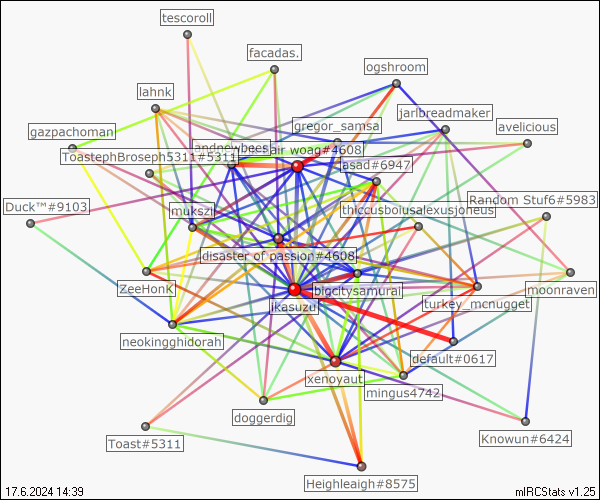 tescoroll
facadas.
ogshroom
lahnk
jarlbreadmaker
gregor_samsa
avelicious
gazpachoman
andnewbees
air woag#4608
ToastephBroseph5311#5311
asad#6947
Random Stuf6#5983
Duck™#9103
mukszi
thiccusboiusalexusjoneus
disaster of passion#4608
ZeeHonK
bigcitysamurai
moonraven
turkey_mcnugget
ikasuzu
neokingghidorah
default#0617
xenoyaut
mingus4742
doggerdig
Toast#5311
Knowun#6424
Heighleaigh#8575
17.6.2024 14:39
mIRCStats v1.25